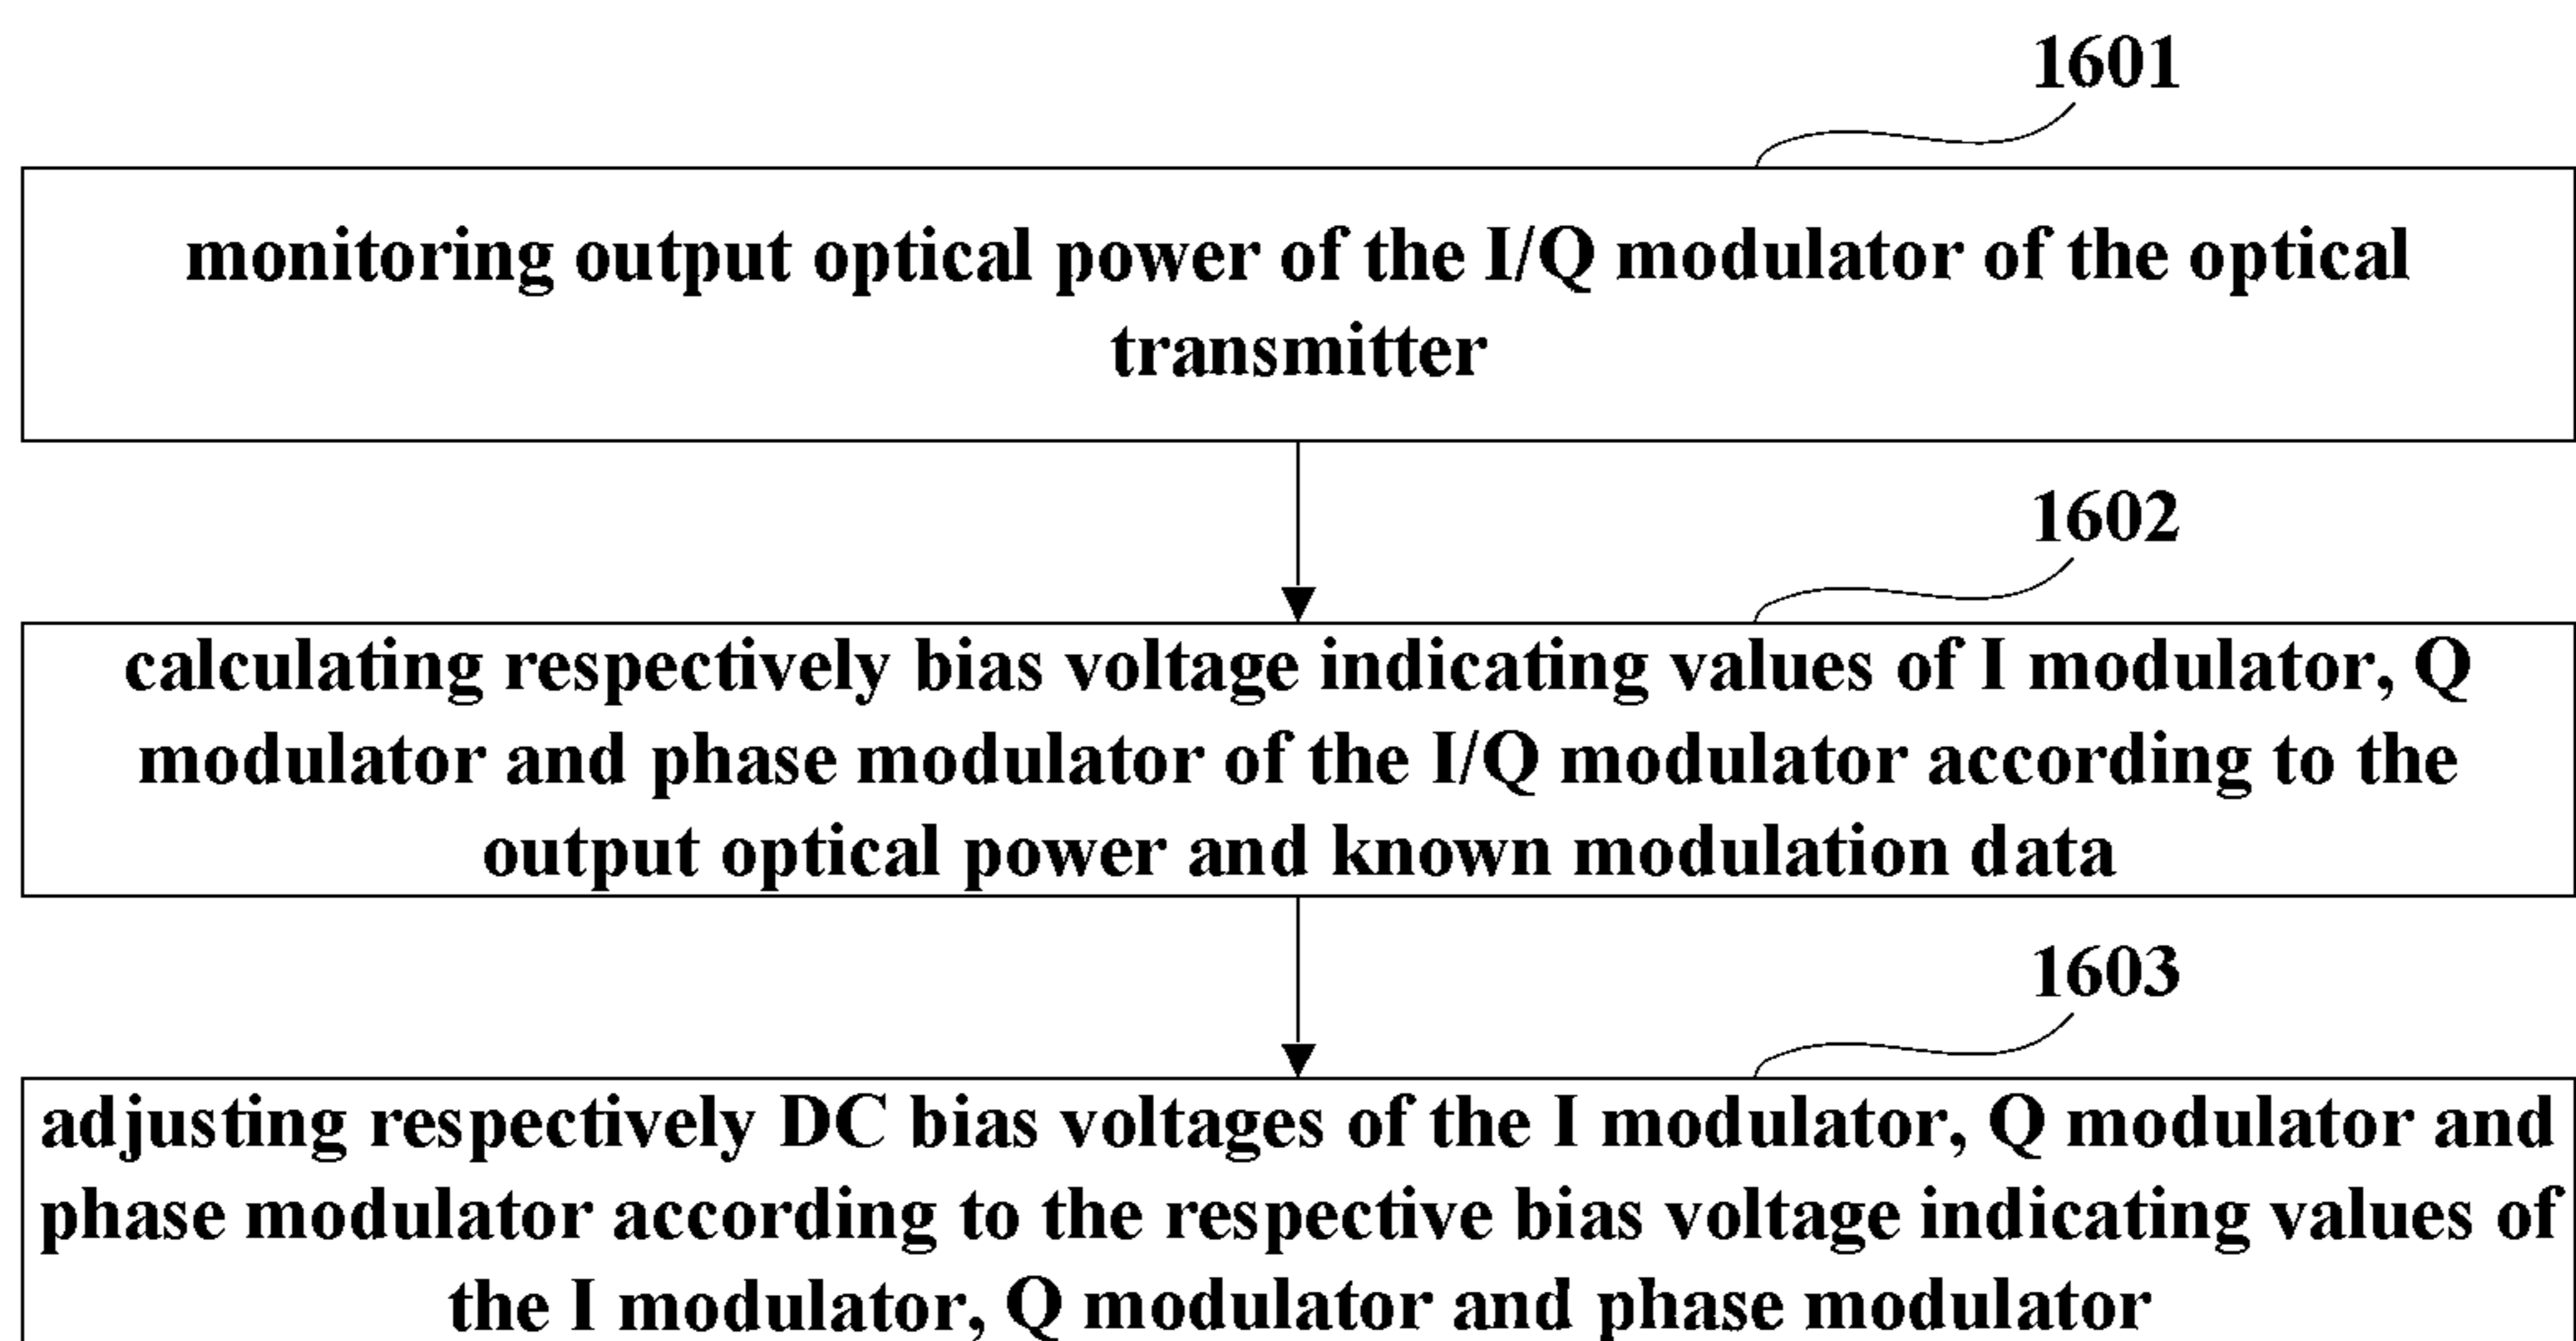 1601
monitoring output optical power of the I/Q modulator of the optical
transmitter
1602
calculating respectively bias voltage indicating values of I modulator, Q
modulator and phase modulator of the I/Q modulator according to the
output optical power and known modulation data
1603
adjusting respectively DC bias voltages of the I modulator, Q modulator and
phase modulator according to the respective bias voltage indicating values of
the I modulator, Q modulator and phase modulator